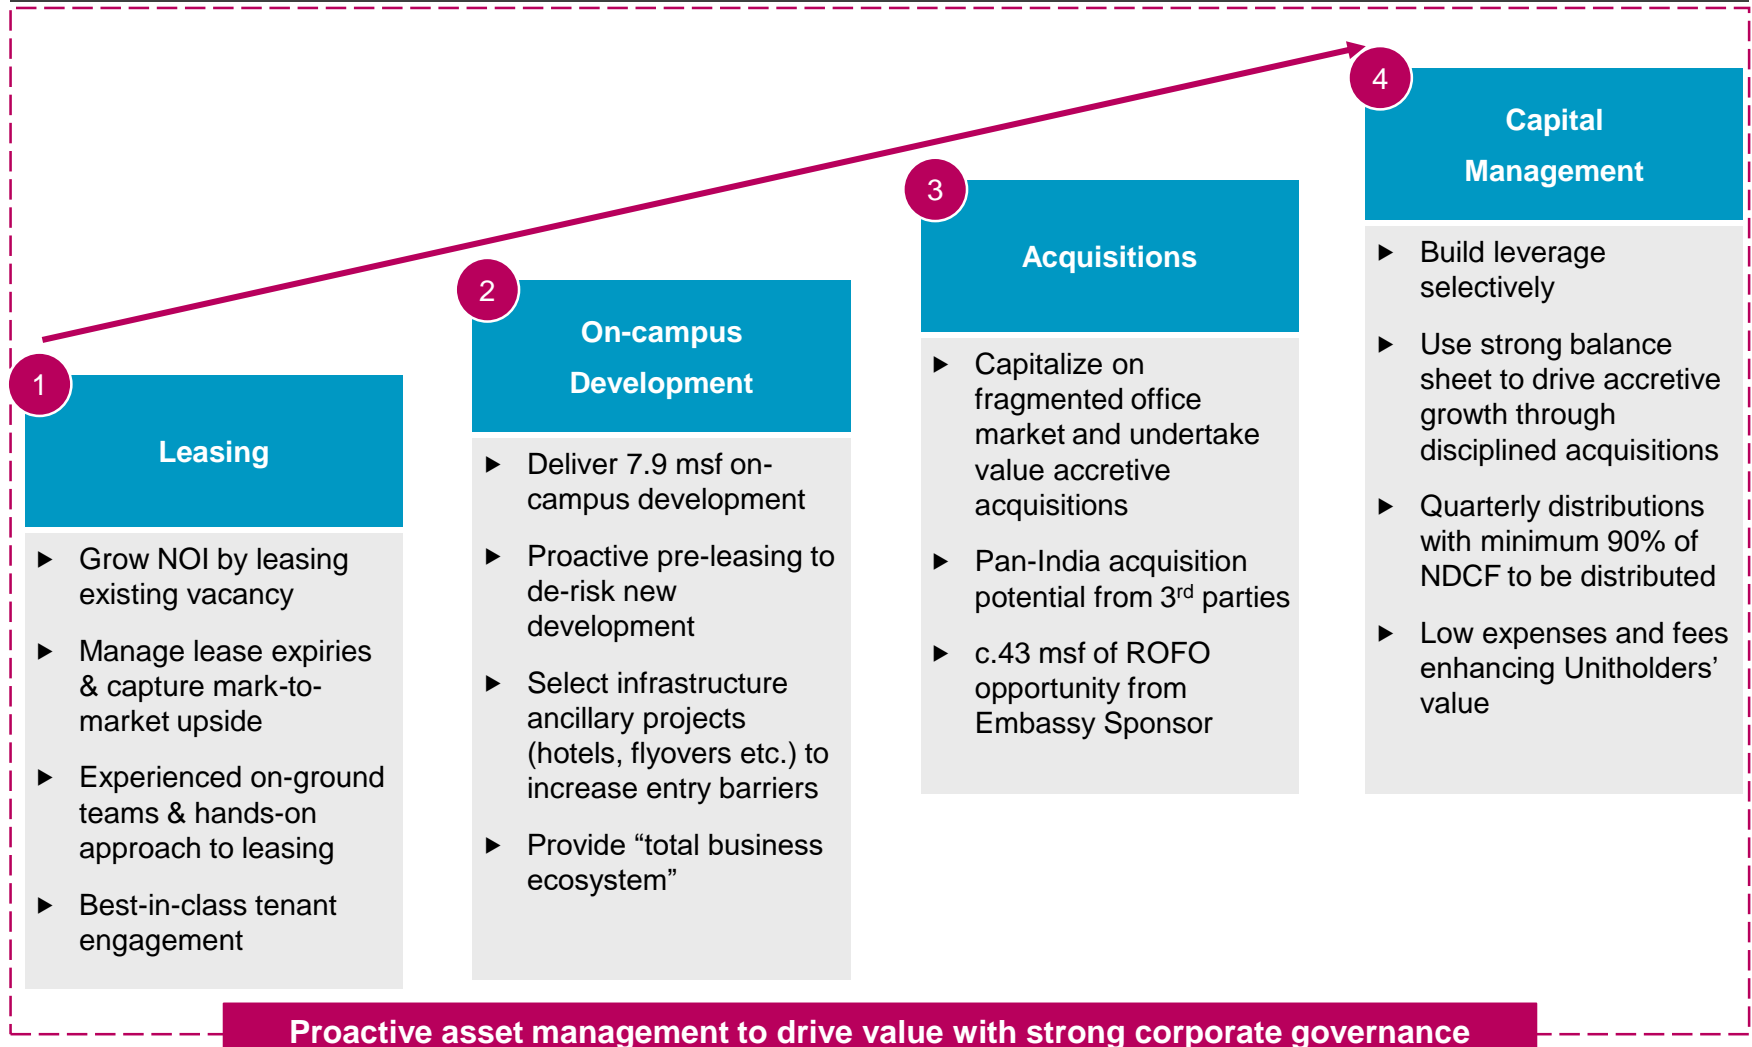 1
Leasing
► Grow NOI by leasing
existing vacancy
► Manage lease expiries
& capture mark-to-
market upside
► Experienced on-ground
teams & hands-on
approach to leasing
► Best-in-class tenant
engagement
2
On-campus
Development
► Deliver 7.9 msf on-
campus development
► Proactive pre-leasing to
de-risk new
development
► Select infrastructure
ancillary projects
(hotels, flyovers etc.) to
increase entry barriers
► Provide “total business
ecosystem”
3
Acquisitions
► Capitalize on
fragmented office
market and undertake
value accretive
acquisitions
► Pan-India acquisition
potential from 3rd parties
► c.43 msf of ROFO
opportunity from
Embassy Sponsor
4
Capital
Management
► Build leverage
selectively
► Use strong balance
sheet to drive accretive
growth through
disciplined acquisitions
► Quarterly distributions
with minimum 90% of
NDCF to be distributed
► Low expenses and fees
enhancing Unitholders’
value
Proactive asset management to drive value with strong corporate governance